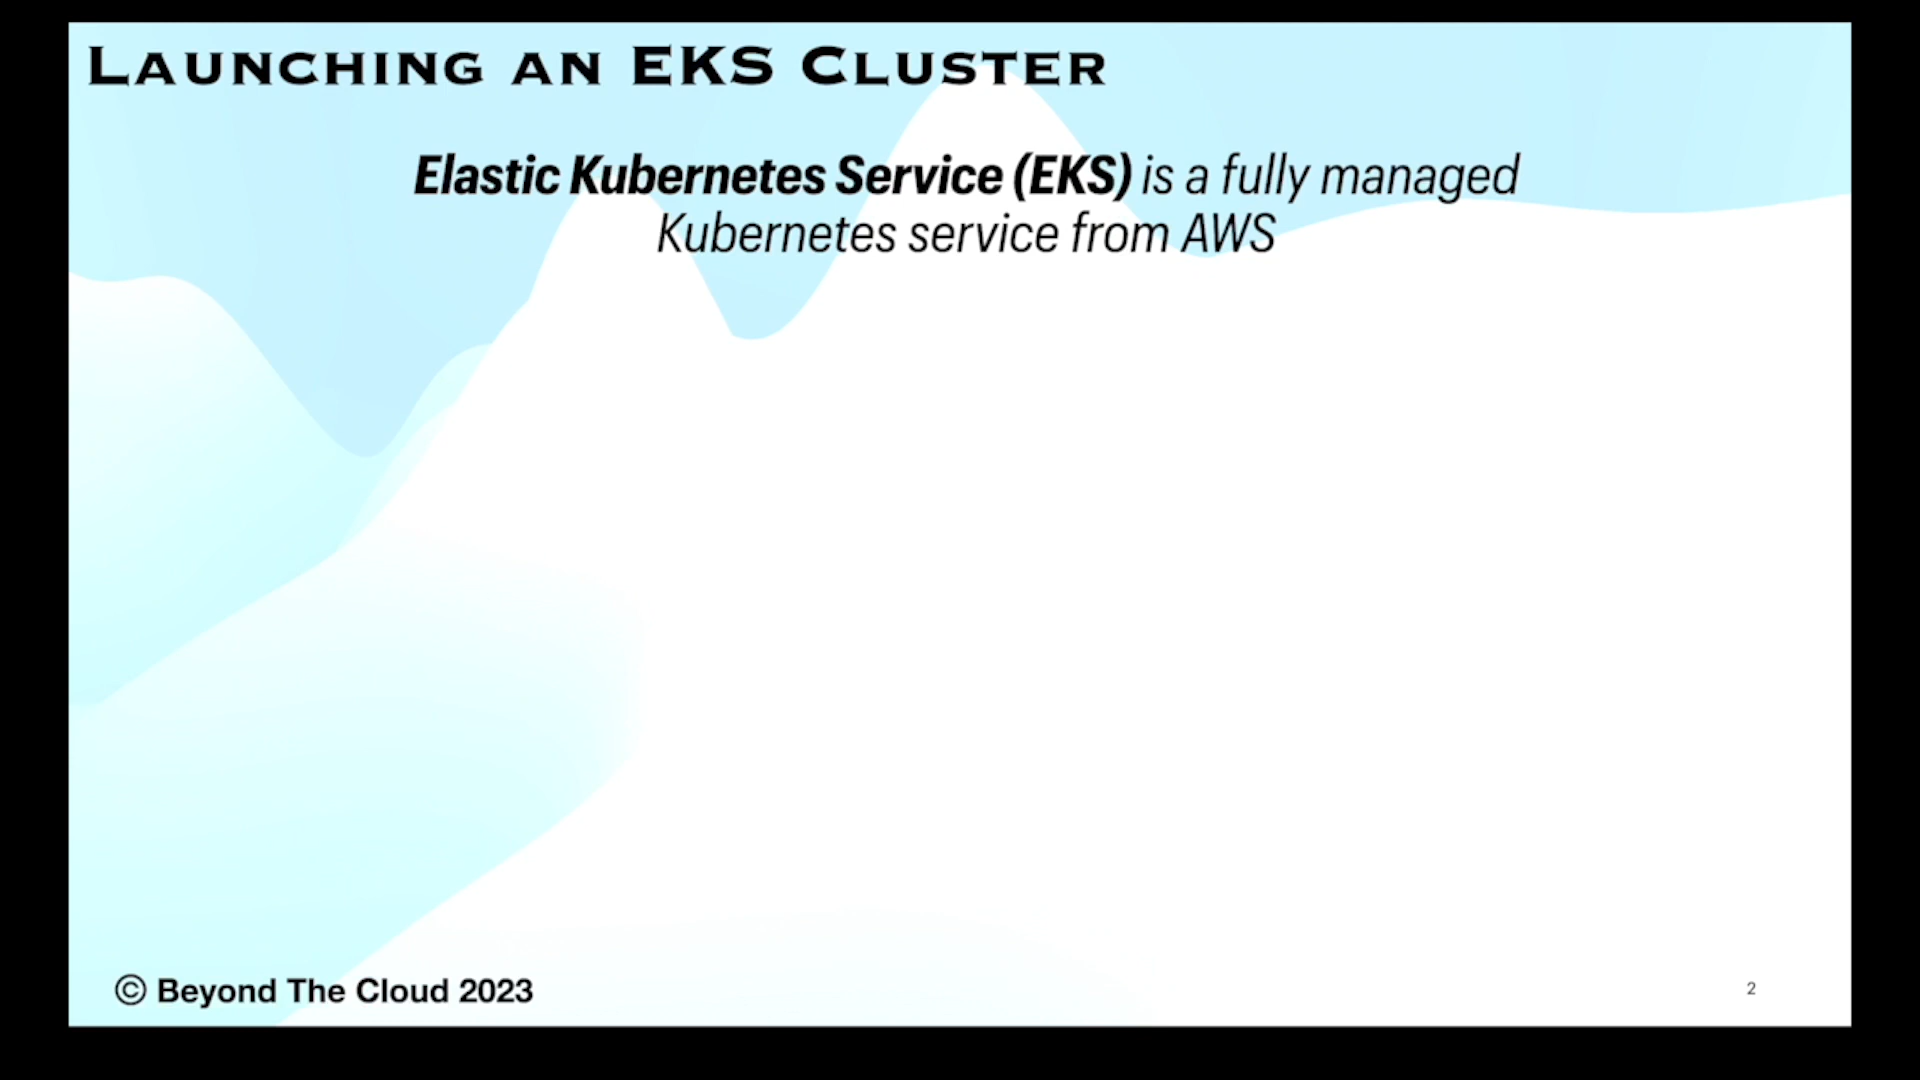 Launching an EKS Cluster
Elastic Kubernetes Service (EKS) is a fully managed
Kubernetes service from AWS
© Beyond The Cloud 2023
2